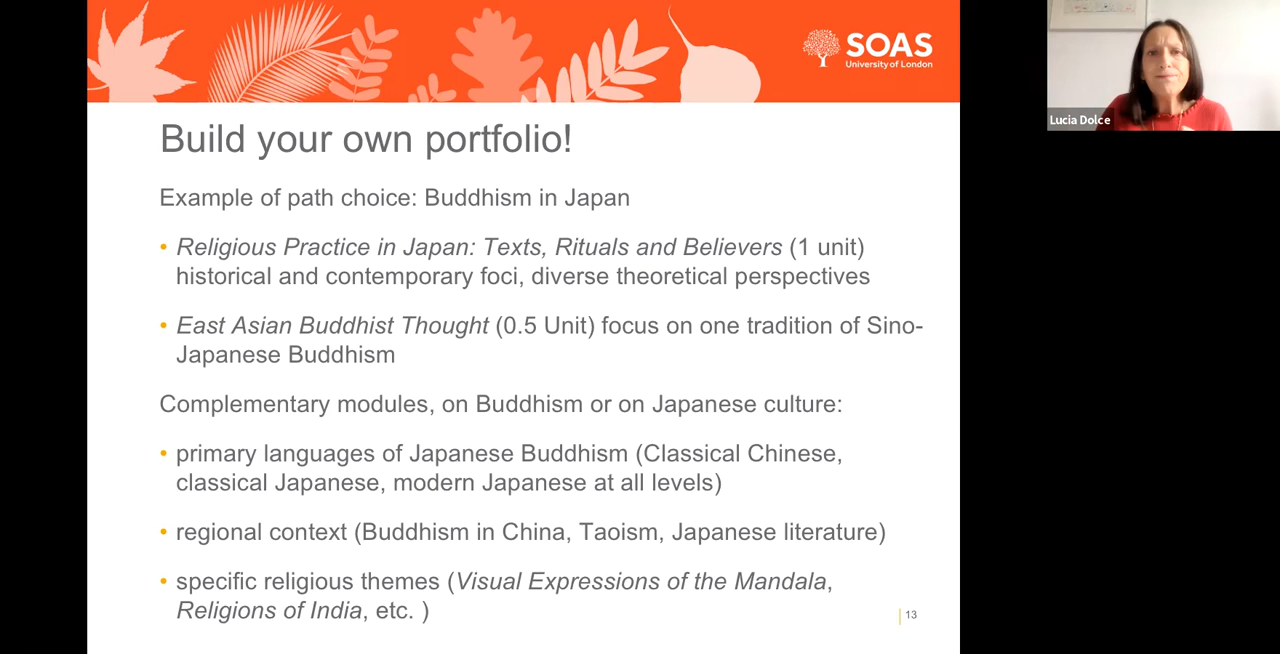 SOAS
University of London
Lucia Dolce
Build your own portfolio!
Example of path choice: Buddhism in Japan
• Religious Practice in Japan: Texts, Rituals and Believers (1 unit)
historical and contemporary foci, diverse theoretical perspectives
• East Asian Buddhist Thought (0.5 Unit) focus on one tradition of Sino-
Japanese Buddhism
Complementary modules, on Buddhism or on Japanese culture:
• primary languages of Japanese Buddhism (Classical Chinese,
classical Japanese, modern Japanese at all levels)
• regional context (Buddhism in China, Taoism, Japanese literature)
• specific religious themes (Visual Expressions of the Mandala,
Religions of India, etc. )
13